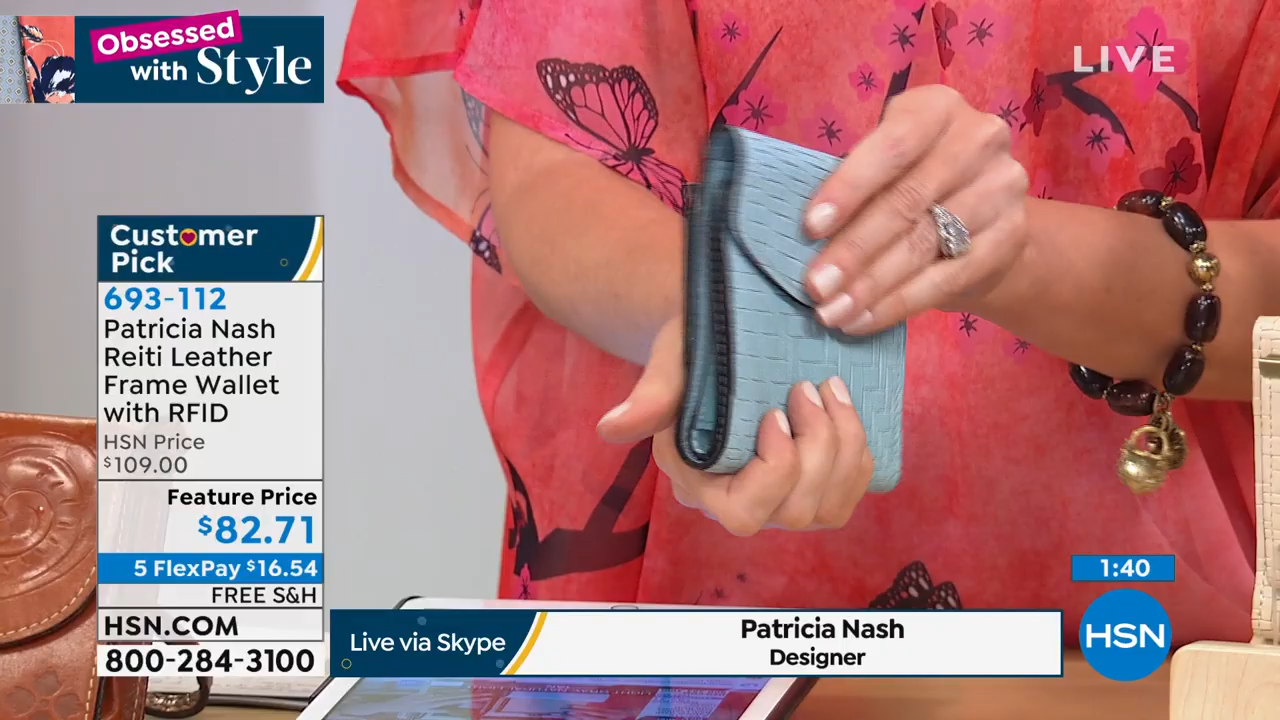 Obsessed
with Style
LIVE
Customer
Pick
693-112
Patricia Nash
Reiti Leather
Frame Wallet
with RFID
HSN Price
$109.00
Feature Price
$82.71
5 FlexPay $16.54
FREE S&H
HSN.COM
800-284-3100
Live via Skype
Patricia Nash
Designer
1:40
HSN